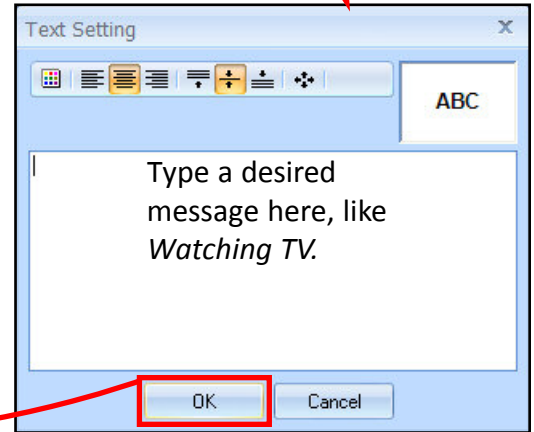 Text Setting x
ABC
Type a desired
message here, like
Watching TV.
OK Cancel